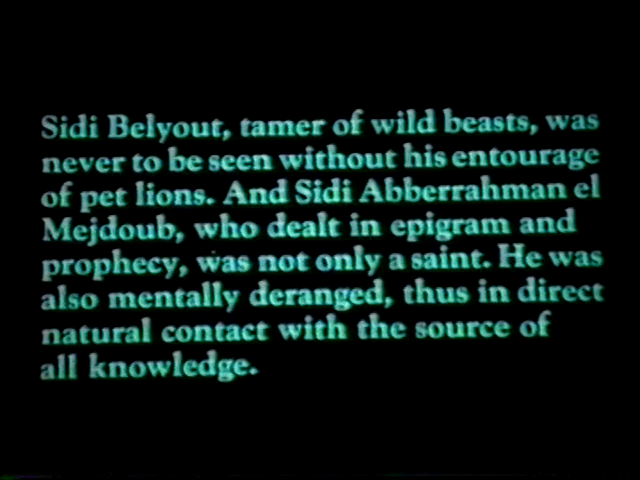 Sidi Belyout, tamer of wild beasts, was
never to be seen without his entourage
of pet lions. And Sidi Abberrahman el
Mejdoub, who dealt in epigram and
prophecy, was not only a saint. He was
also mentally deranged, thus in direct
natural contact with the source of
all knowledge.